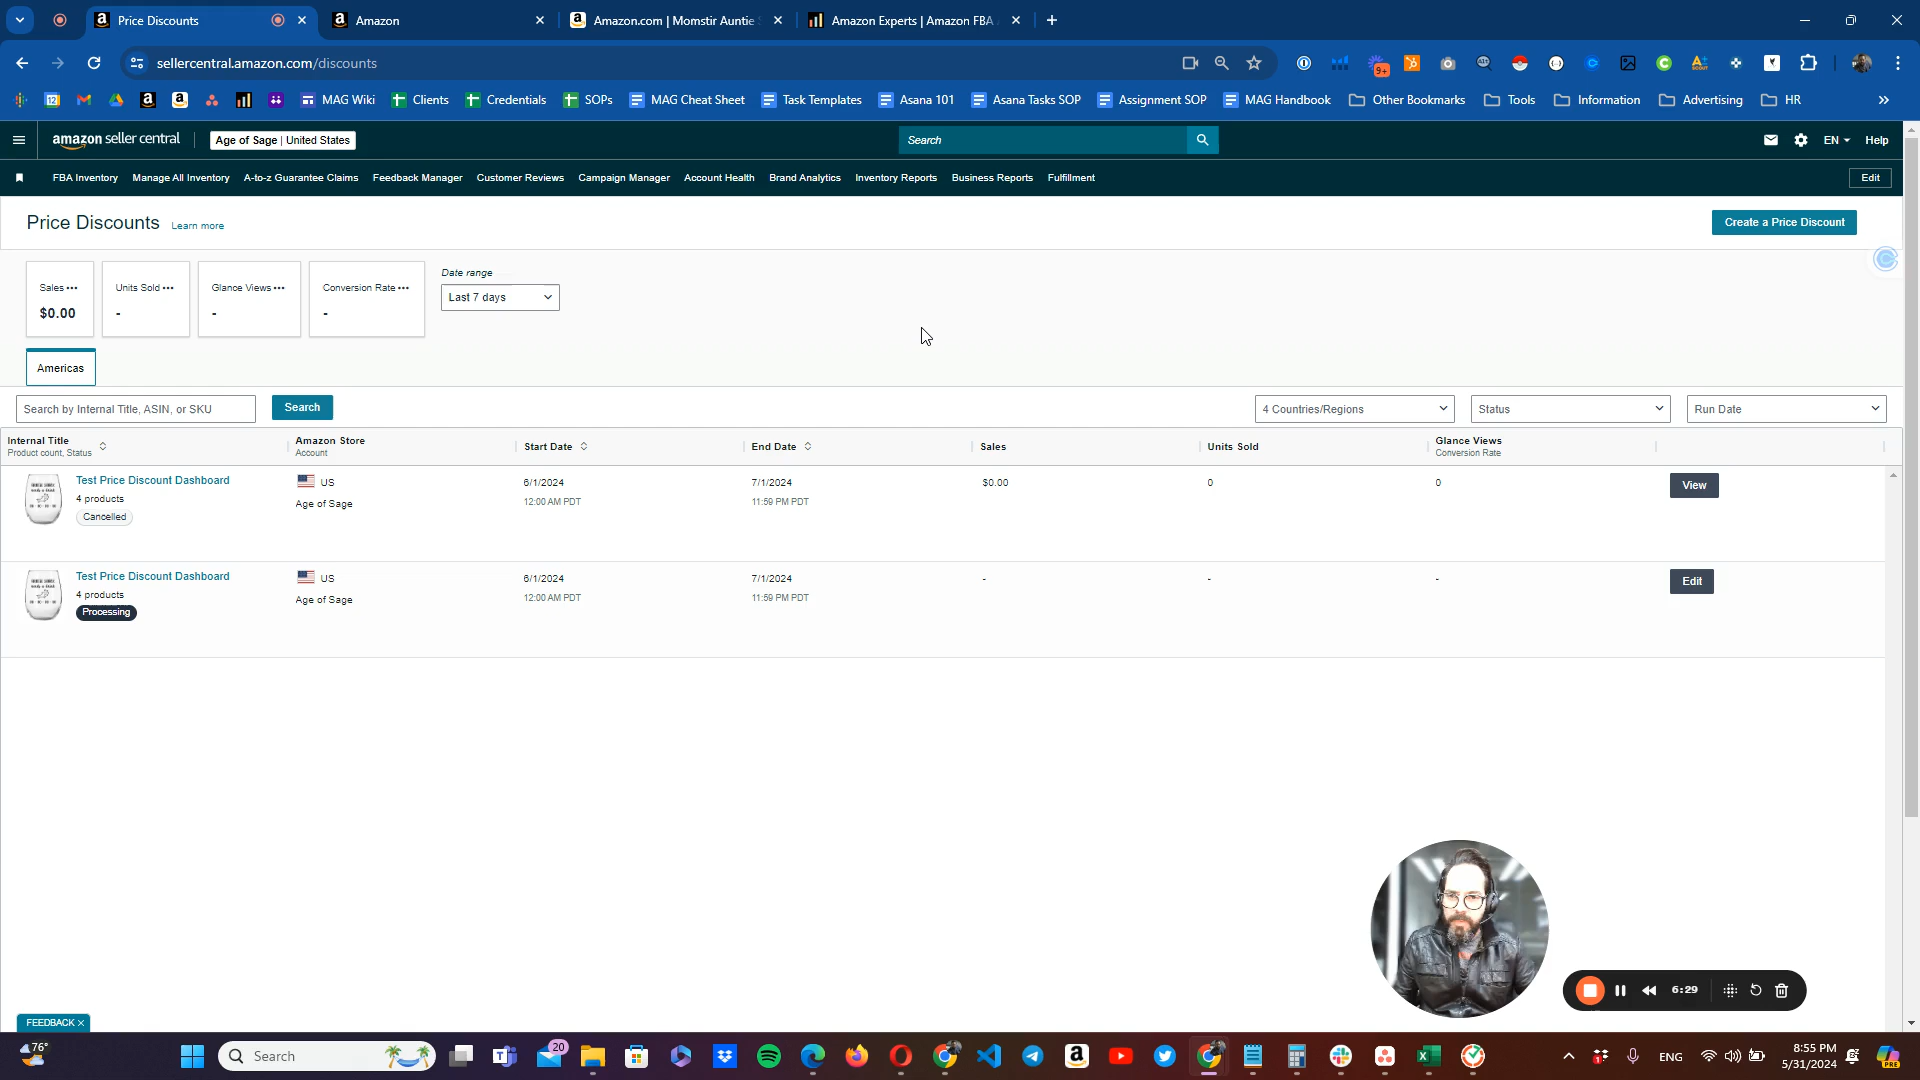 Price Discounts
Amazon
Amazon.com | Momstir Auntie S
Amazon Experts | Amazon FBA
sellercentral.amazon.com/discounts
9+
12
MAG Wiki
Clients
Credentials
SOPs
MAG Cheat Sheet
Task Templates
Asana 101
Asana Tasks SOP
Assignment SOP
MAG Handbook
Other Bookmarks
Tools
Information
Advertising
HR
amazon seller central
Age of Sage | United States
Search
EN
Help
FBA Inventory
Manage All Inventory
A-to-z Guarantee Claims
Feedback Manager
Customer Reviews
Campaign Manager
Account Health
Brand Analytics
Inventory Reports
Business Reports
Fulfillment
Edit
Price Discounts
Learn more
Create a Price Discount
Sales •••
$0.00
Units Sold •••
-
Glance Views •••
-
Conversion Rate •••
-
Date range
Last 7 days
Americas
Search by Internal Title, ASIN, or SKU
Search
4 Countries/Regions
Status
Run Date
Internal Title
Product count, Status
Amazon Store
Account
Start Date
End Date
Sales
Units Sold
Glance Views
Conversion Rate
Test Price Discount Dashboard
4 products
Cancelled
US
Age of Sage
6/1/2024
12:00 AM PDT
7/1/2024
11:59 PM PDT
$0.00
0
0
View
Test Price Discount Dashboard
4 products
Processing
US
Age of Sage
6/1/2024
12:00 AM PDT
7/1/2024
11:59 PM PDT
-
-
-
Edit
6:29
FEEDBACK ×
76°
Search
20
ENG
8:55 PM
5/31/2024
PRE